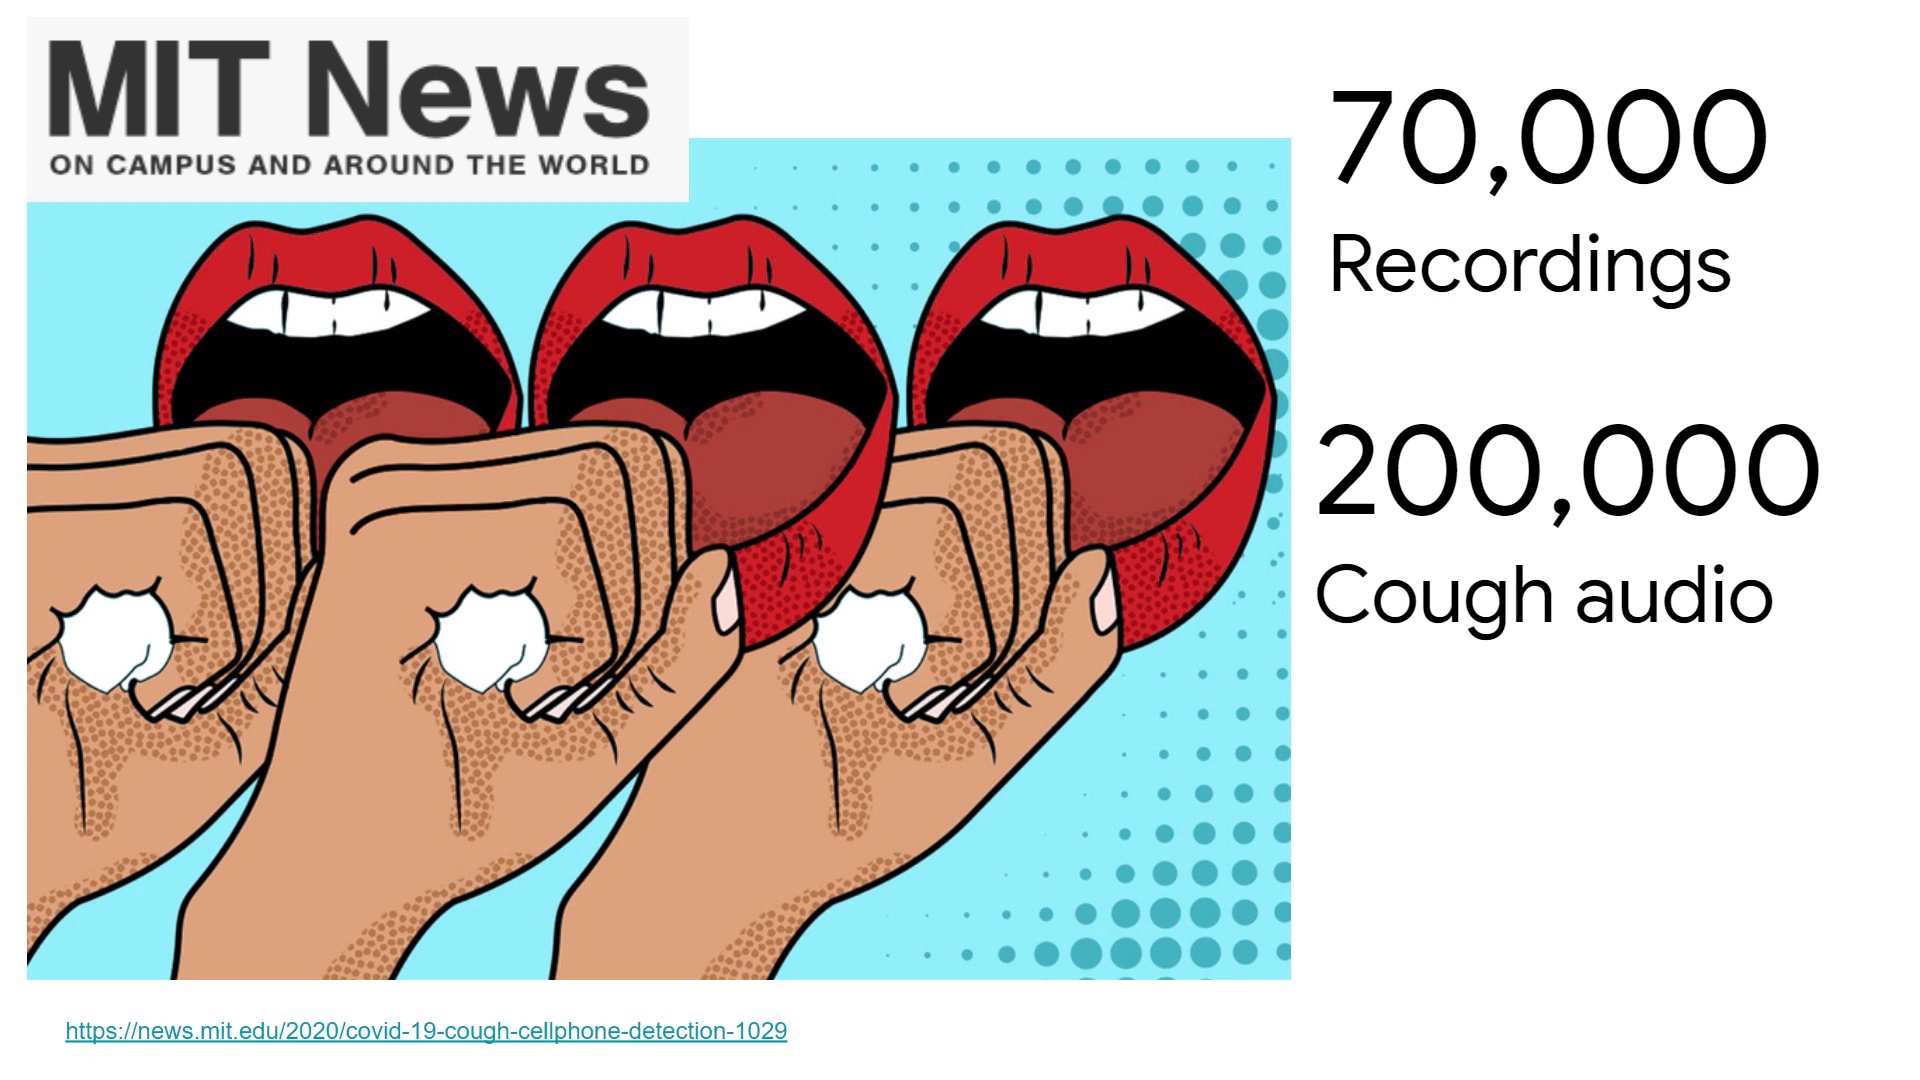 MIT News
ON CAMPUS AND AROUND THE WORLD
70,000
Recordings
200,000
Cough audio
https://news.mit.edu/2020/covid-19-cough-cellphone-detection-1029